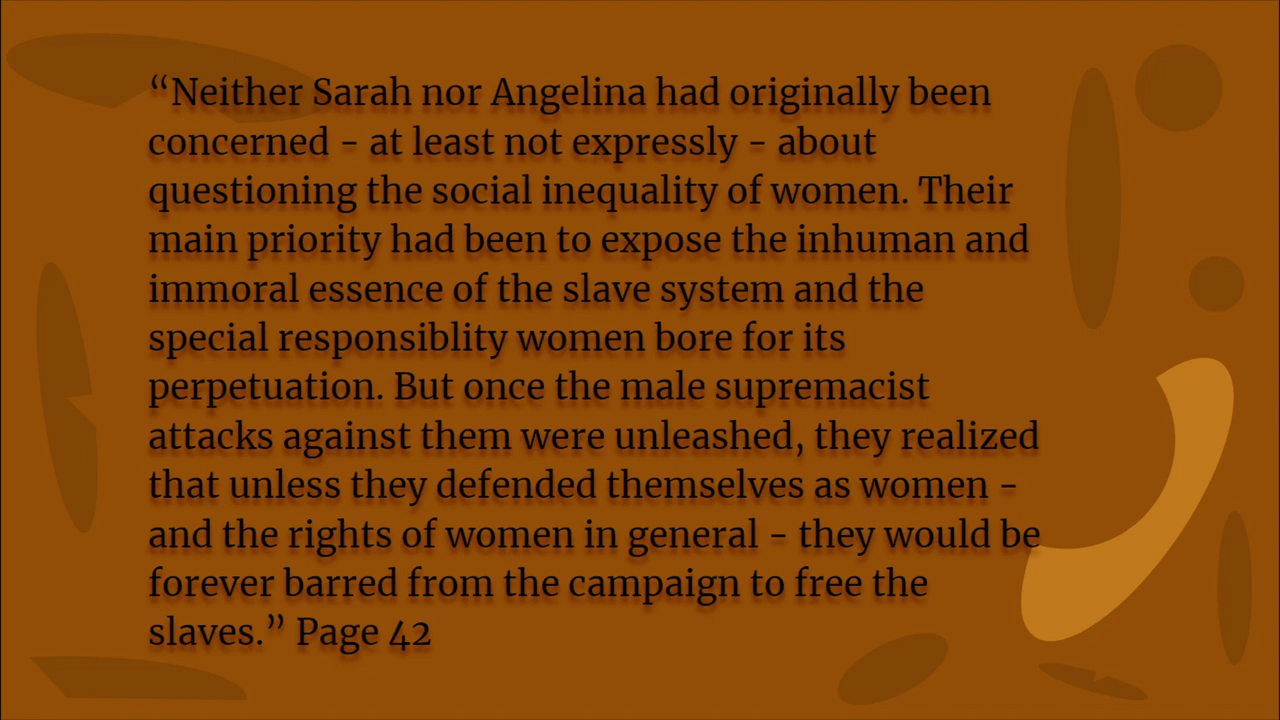 “Neither Sarah nor Angelina had originally been
concerned - at least not expressly - about
questioning the social inequality of women. Their
main priority had been to expose the inhuman and
immoral essence of the slave system and the
special responsiblity women bore for its
perpetuation. But once the male supremacist
attacks against them were unleashed, they realized
that unless they defended themselves as women -
and the rights of women in general - they would be
forever barred from the campaign to free the
slaves.” Page 42